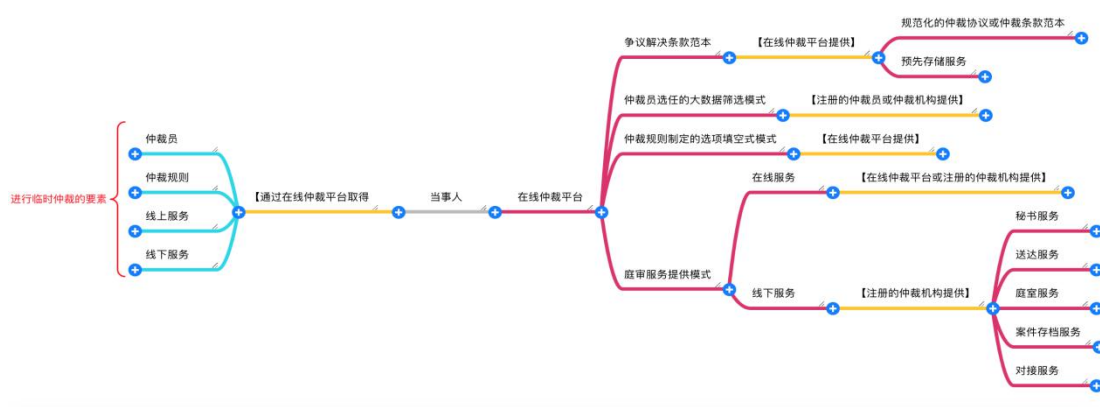 规范化的仲裁协议或仲裁条款范本
争议解决条款范本
【在线仲裁平台提供】
预先存储服务
仲裁员选任的大数据筛选模式
【注册的仲裁员或仲裁机构提供】
仲裁员
仲裁规则制定的选项填空式模式
【在线仲裁平台提供】
仲裁规则
在线服务
【在线仲裁平台或注册的仲裁机构提供】
进行临时仲裁的要素
【通过在线仲裁平台取得
当事人
在线仲裁平台
线上服务
秘书服务
线下服务
送达服务
庭审服务提供模式
线下服务
【注册的仲裁机构提供】
庭室服务
案件存档服务
对接服务